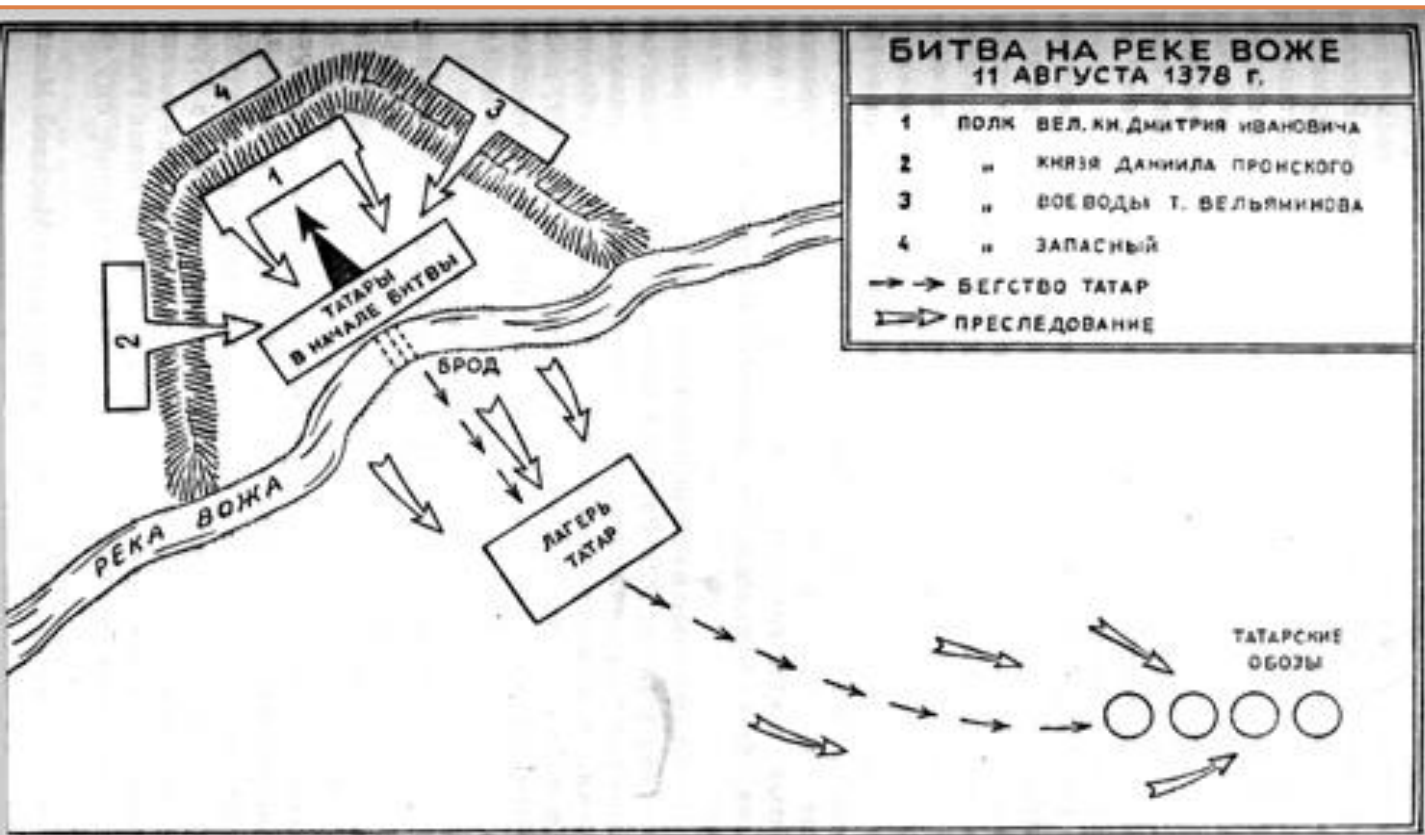 БИТВА НА РЕКЕ ВОЖЕ
11 АВГУСТА 1378 г.
1 ПОЛК ВЕЛ. КН. ДМИТРИЯ ИВАНОВИЧА
2 „ КНЯЗЯ ДАНИИЛА ПРОНСКОГО
3 „ ВОЕВОДЫ Т. ВЕЛЬЯМИНОВА
4 „ ЗАПАСНЫЙ
БЕГСТВО ТАТАР
ПРЕСЛЕДОВАНИЕ
4
3
1
2
ТАТАРЫ
В НАЧАЛЕ БИТВЫ
БРОД
РЕКА ВОЖА
ЛАГЕРЬ
ТАТАР
ТАТАРСКИЕ
ОБОЗЫ